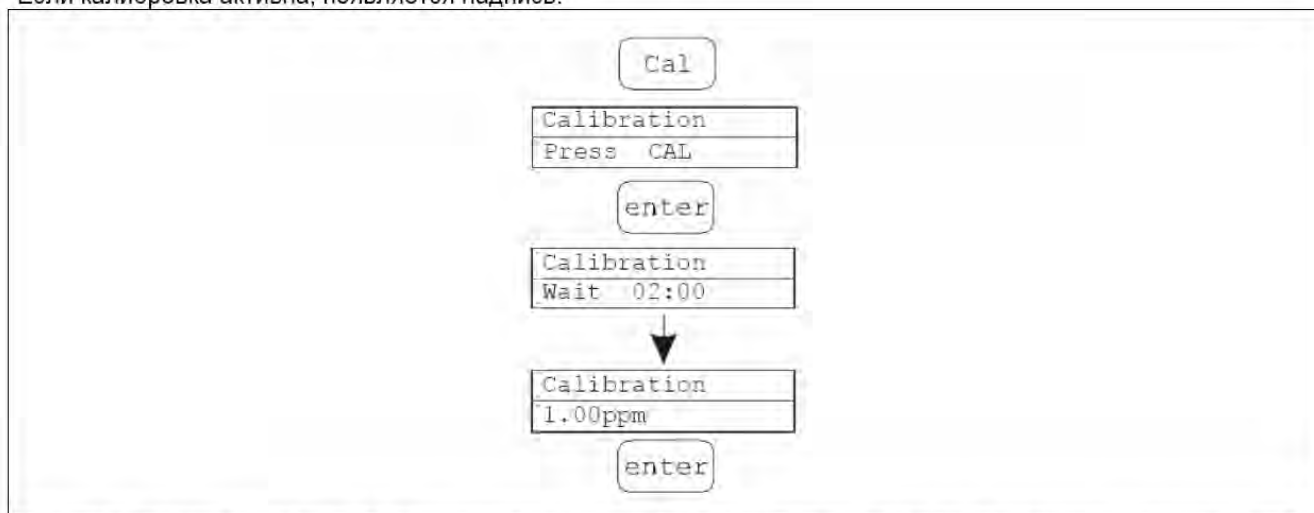 Если калибровка активна, появляется надпись:
Cal
Calibration
Press CAL
enter
Calibration
Wait 02:00
Calibration
1.00ppm
enter